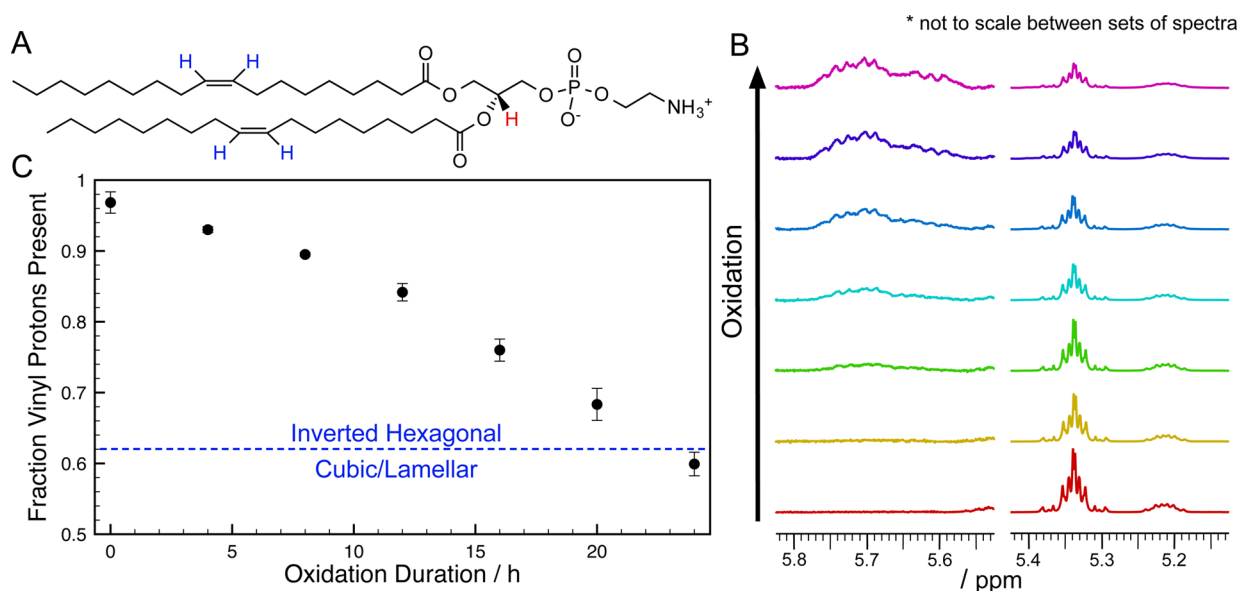 * not to scale between sets of spectra
A
B
H H
O
O
O
O
P
O
O
O-
NH3+
O
H
O
H H
C
1
0.9
0.8
0.7
0.6
0.5
Fraction Vinyl Protons Present
Inverted Hexagonal
Cubic/Lamellar
0 5 10 15 20
Oxidation Duration / h
Oxidation
5.8 5.7 5.6 5.4 5.3 5.2
/ ppm